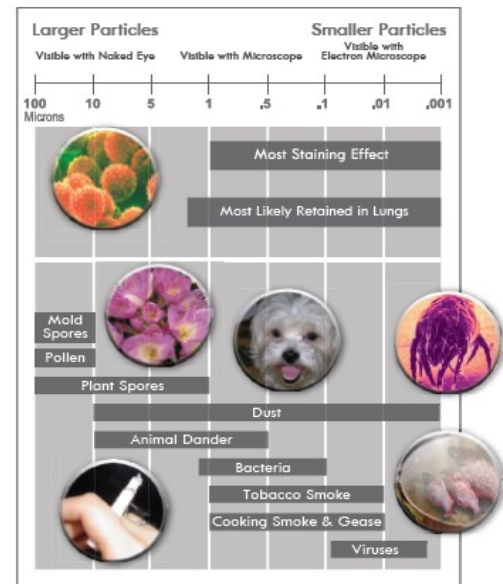 Larger Particles
Smaller Particles
Visible with Naked Eye
Visible with Microscope
Visible with
Electron Microscope
100 10 5 1 .5 .1 .01 .001
Microns
Most Staining Effect
Most Likely Retained in Lungs
Mold
Spores
Pollen
Plant Spores
Dust
Animal Dander
Bacteria
Tobacco Smoke
Cooking Smoke & Gease
Viruses